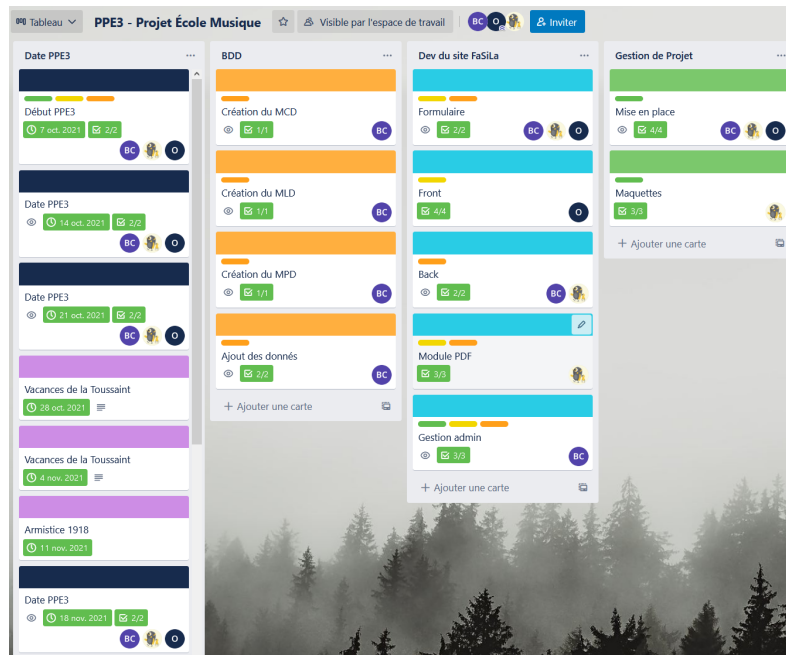 Tableau
PPE3 - Projet École Musique
Visible par l'espace de travail
BC
O
Inviter
Date PPE3
Début PPE3
7 oct. 2021
2/2
BC
O
Date PPE3
14 oct. 2021
2/2
BC
O
Date PPE3
21 oct. 2021
2/2
BC
O
Vacances de la Toussaint
28 oct. 2021
Vacances de la Toussaint
4 nov. 2021
Armistice 1918
11 nov. 2021
Date PPE3
18 nov. 2021
2/2
BC
O
BDD
Création du MCD
1/1
BC
Création du MLD
1/1
BC
Création du MPD
1/1
BC
Ajout des donnés
2/2
BC
+ Ajouter une carte
Dev du site FaSiLa
Formulaire
2/2
BC
O
Front
4/4
O
Back
2/2
BC
Module PDF
3/3
Gestion admin
3/3
BC
+ Ajouter une carte
Gestion de Projet
Mise en place
4/4
BC
O
Maquettes
3/3
+ Ajouter une carte